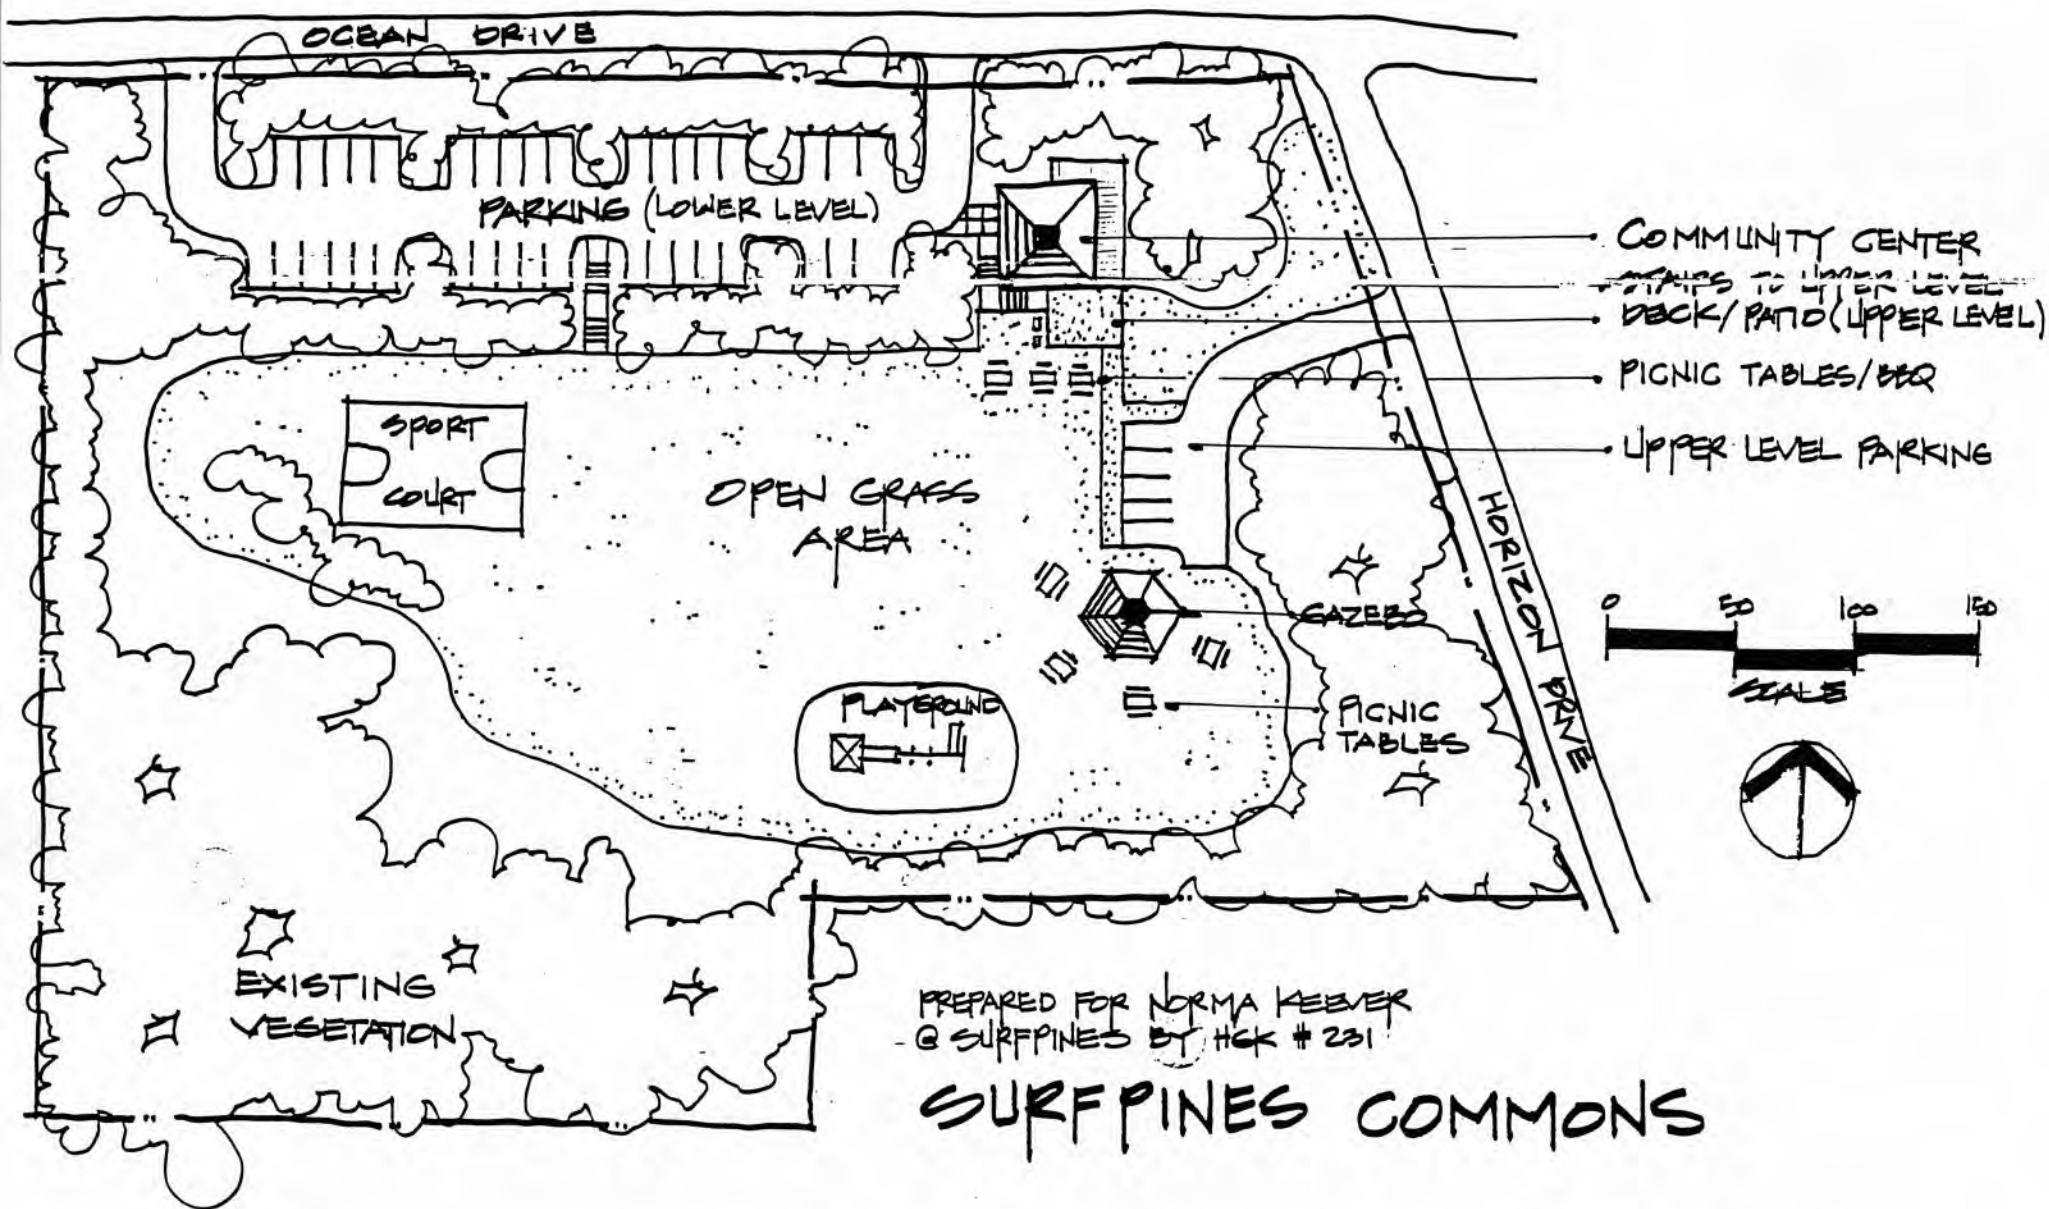 OCEAN DRIVE
PARKING (LOWER LEVEL)
COMMUNITY CENTER
STAIRS TO UPPER LEVEL
DECK/PATIO (UPPER LEVEL)
PICNIC TABLES/BBQ
UPPER LEVEL PARKING
SPORT
COURT
OPEN GRASS
AREA
HORIZON DRIVE
GAZEBO
0 50 100 150
SCALE
PLAYGROUND
PICNIC
TABLES
EXISTING
VEGETATION
PREPARED FOR NORMA KEEVER
@ SURFPINES BY HGK # 231
SURFPINES COMMONS